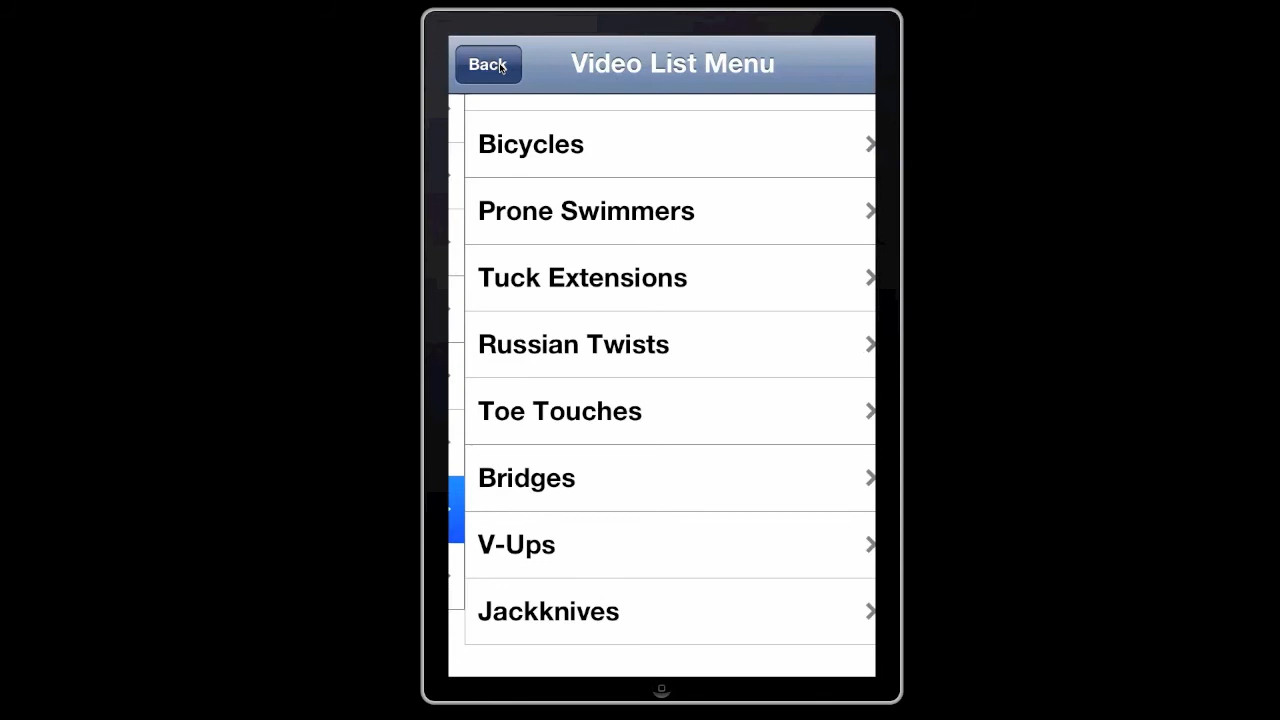 Back
Video List Menu
Bicycles
Prone Swimmers
Tuck Extensions
Russian Twists
Toe Touches
Bridges
V-Ups
Jackknives